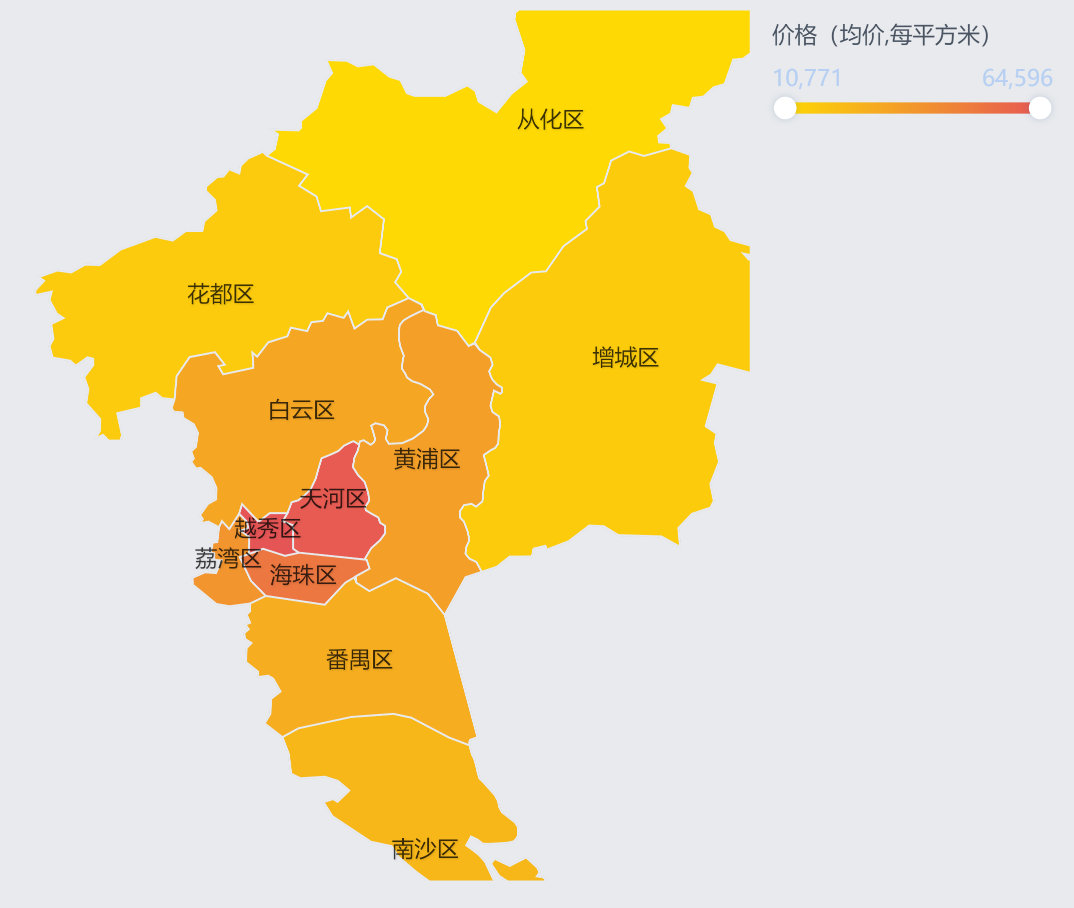 价格（均价,每平方米）
10,771 64,596
从化区
花都区
增城区
白云区
黄浦区
天河区
越秀区
荔湾区
海珠区
番禺区
南沙区